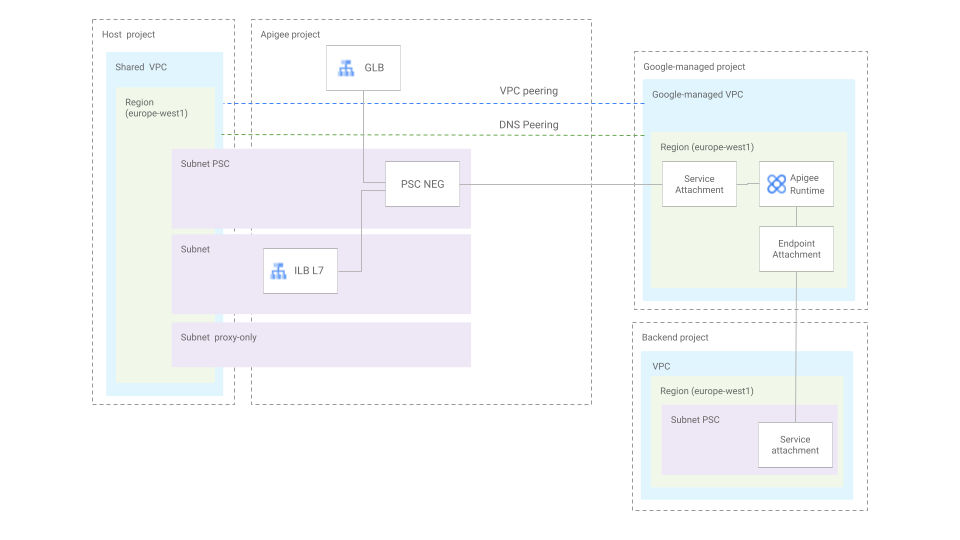 Host project
Shared VPC
Region
(europe-west1)
Apigee project
GLB
VPC peering
DNS Peering
Subnet PSC
PSC NEG
Subnet
ILB L7
Subnet proxy-only
Google-managed project
Google-managed VPC
Region (europe-west1)
Service
Attachment
Apigee
Runtime
Endpoint
Attachment
Backend project
VPC
Region (europe-west1)
Subnet PSC
Service
attachment